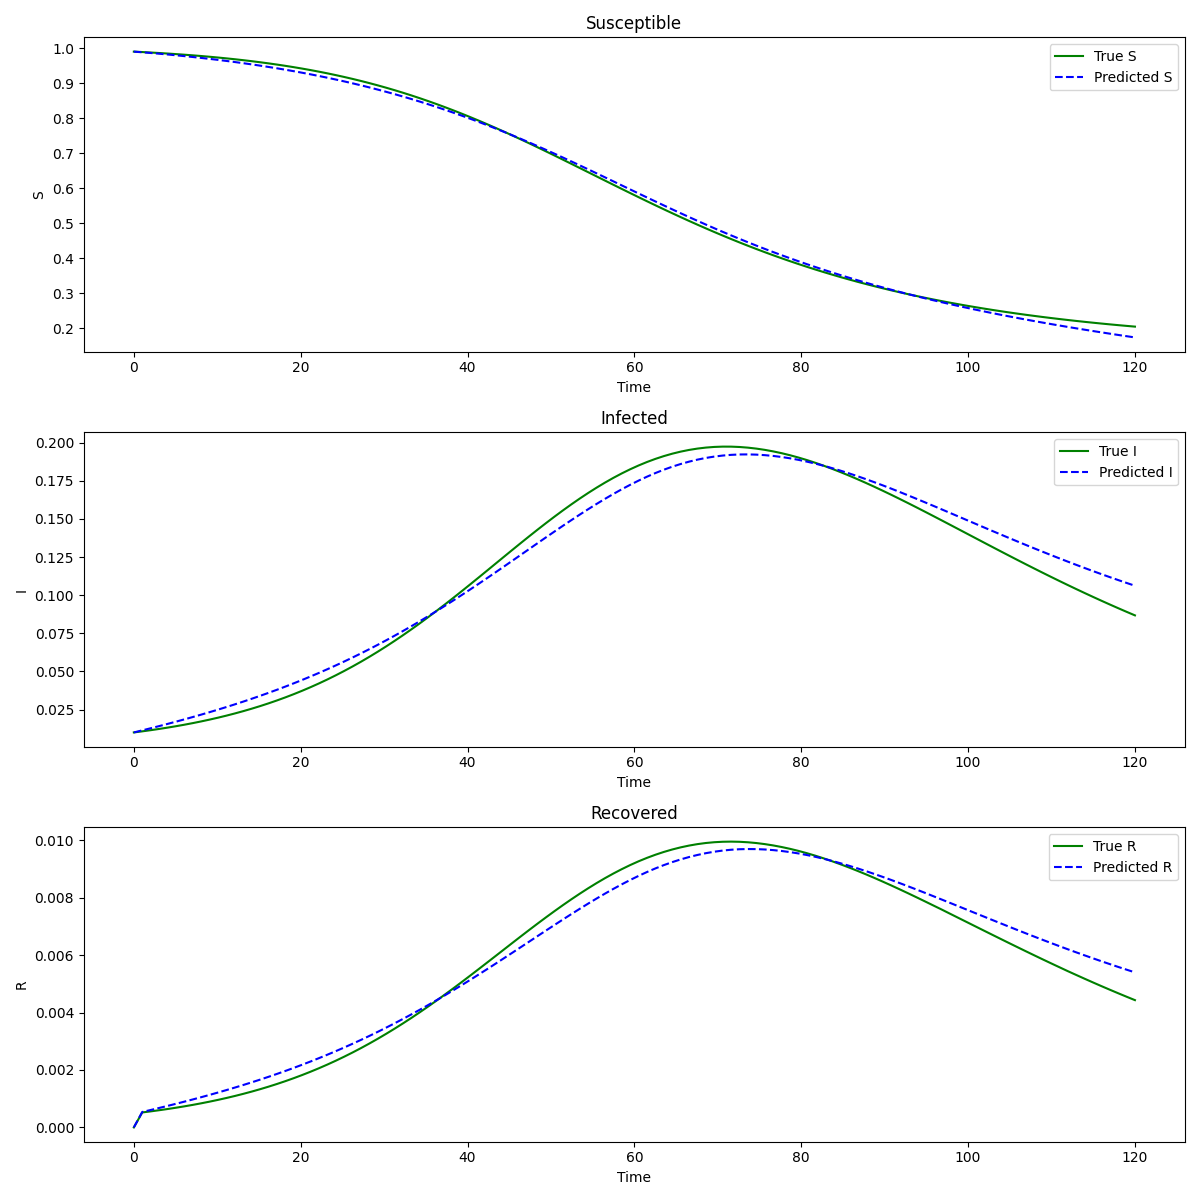 Susceptible
True S
Predicted S
1.0
0.9
0.8
0.7
0.6
0.5
0.4
0.3
0.2
S
0 20 40 60 80 100 120
Time
Infected
True I
Predicted I
0.200
0.175
0.150
0.125
0.100
0.075
0.050
0.025
I
0 20 40 60 80 100 120
Time
Recovered
True R
Predicted R
0.010
0.008
0.006
0.004
0.002
0.000
R
0 20 40 60 80 100 120
Time